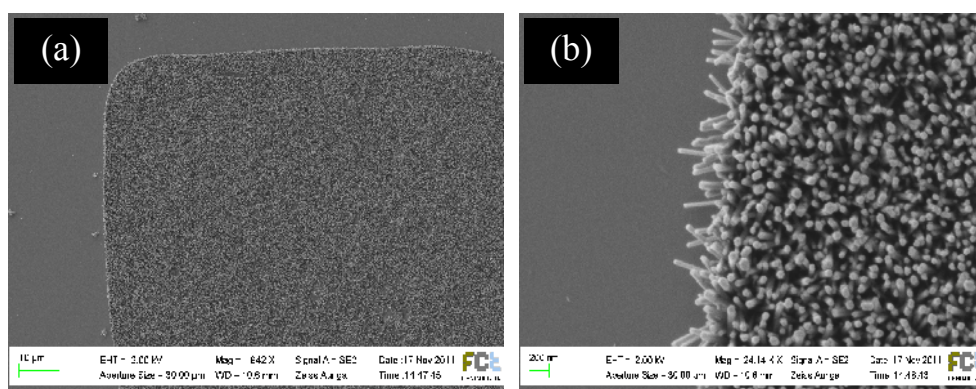 (a)
(b)
10 µm
EHT = 2.00 kV
Mag = 842 X
Signal A = SE2
Date :17 Nov 2011
Aperture Size = 30.00 µm
WD = 10.6 mm
Zeiss Auriga
Time :14:17:45
200 nm
EHT = 2.00 kV
Mag = 24.14 K X
Signal A = SE2
Date :17 Nov 2011
Aperture Size = 30.00 µm
WD = 10.6 mm
Zeiss Auriga